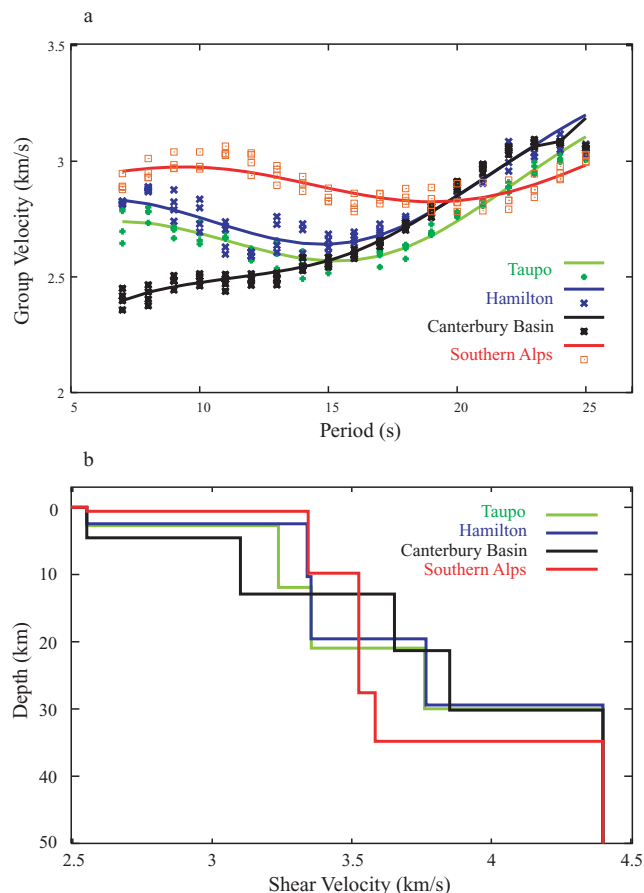 a
3.5
3
2.5
2
Group Velocity (km/s)
Taupo
Hamilton
Canterbury Basin
Southern Alps
5
10
15
20
25
Period (s)
b
0
10
20
30
40
50
Depth (km)
Taupo
Hamilton
Canterbury Basin
Southern Alps
2.5
3
3.5
4
4.5
Shear Velocity (km/s)